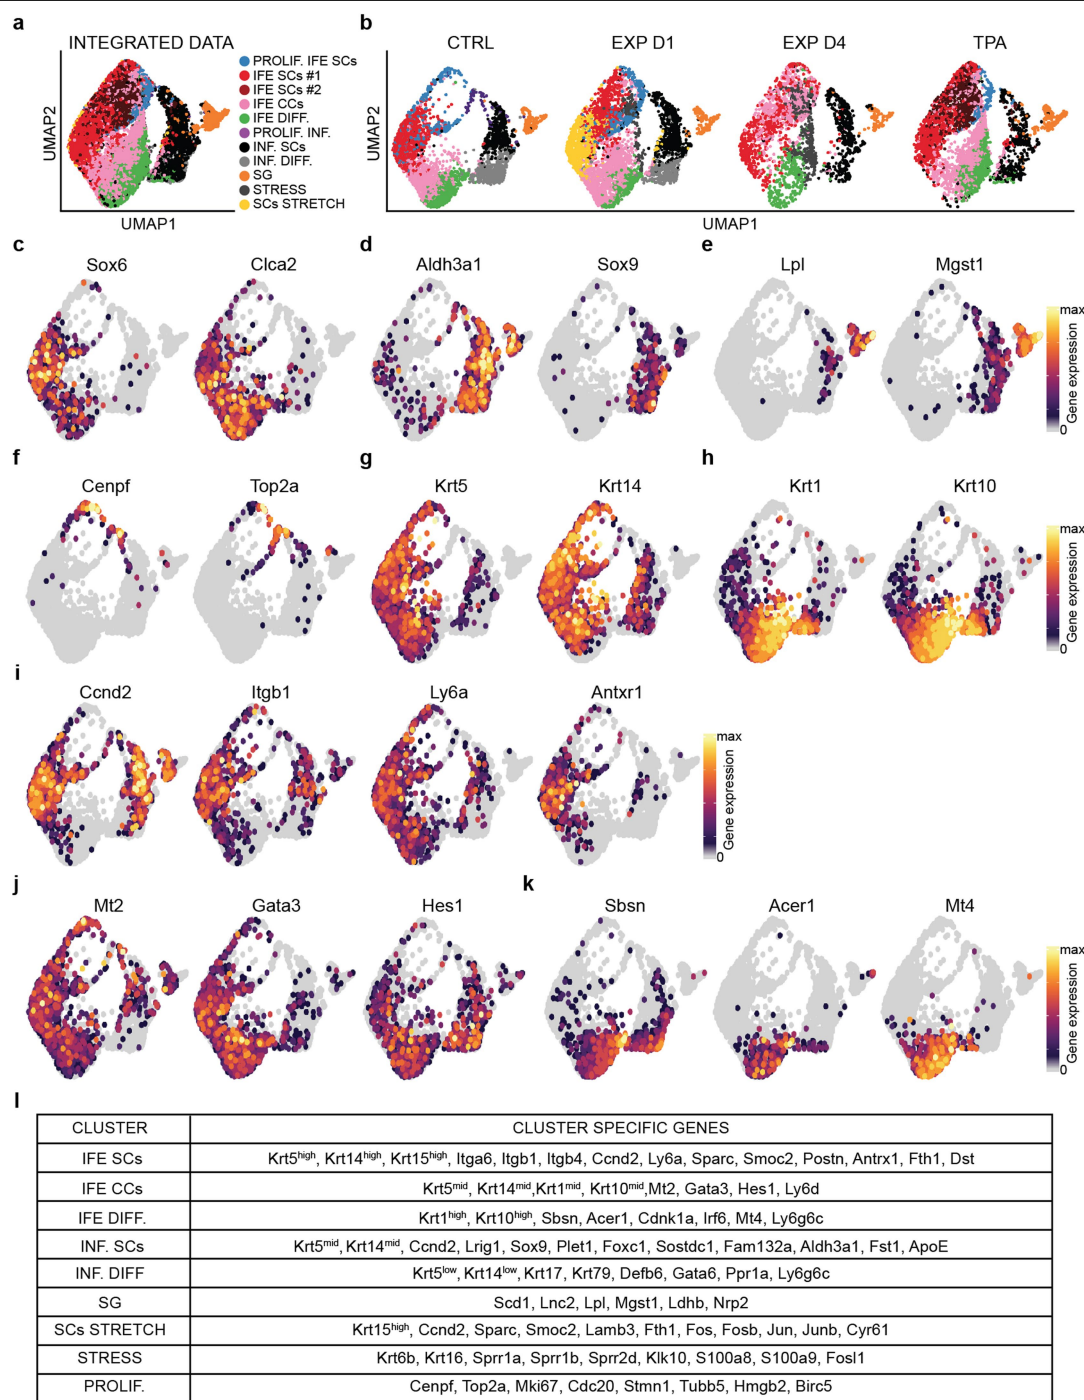 a
b
INTEGRATED DATA
CTRL
EXP D1
EXP D4
TPA
PROLIF. IFE SCs
IFE SCs #1
IFE SCs #2
IFE CCs
IFE DIFF.
PROLIF. INF.
INF. SCs
INF. DIFF.
SG
STRESS
SCs STRETCH
UMAP2
UMAP1
UMAP2
UMAP1
c
d
e
Sox6
Clca2
Aldh3a1
Sox9
Lpl
Mgst1
max
Gene expression
0
f
g
h
Cenpf
Top2a
Krt5
Krt14
Krt1
Krt10
max
Gene expression
0
i
Ccnd2
Itgb1
Ly6a
Antxr1
max
Gene expression
0
j
k
Mt2
Gata3
Hes1
Sbsn
Acer1
Mt4
max
Gene expression
0
l
CLUSTER CLUSTER SPECIFIC GENES
IFE SCs Krt5high, Krt14high, Krt15high, Itga6, Itgb1, Itgb4, Ccnd2, Ly6a, Sparc, Smoc2, Postn, Antrx1, Fth1, Dst
IFE CCs Krt5mid, Krt14mid,Krt1mid, Krt10mid,Mt2, Gata3, Hes1, Ly6d
IFE DIFF. Krt1high, Krt10high, Sbsn, Acer1, Cdnk1a, Irf6, Mt4, Ly6g6c
INF. SCs Krt5mid, Krt14mid, Ccnd2, Lrig1, Sox9, Plet1, Foxc1, Sostdc1, Fam132a, Aldh3a1, Fst1, ApoE
INF. DIFF Krt5low, Krt14low, Krt17, Krt79, Defb6, Gata6, Ppr1a, Ly6g6c
SG Scd1, Lnc2, Lpl, Mgst1, Ldhb, Nrp2
SCs STRETCH Krt15high, Ccnd2, Sparc, Smoc2, Lamb3, Fth1, Fos, Fosb, Jun, Junb, Cyr61
STRESS Krt6b, Krt16, Sprr1a, Sprr1b, Sprr2d, Klk10, S100a8, S100a9, Fosl1
PROLIF. Cenpf, Top2a, Mki67, Cdc20, Stmn1, Tubb5, Hmgb2, Birc5